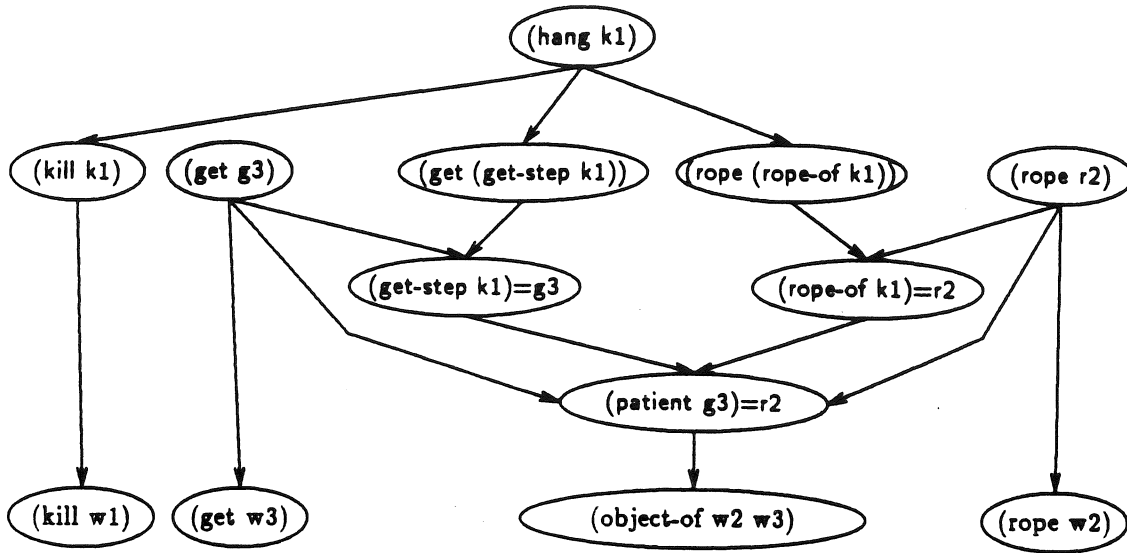 (hang k1)
(kill k1)
(get g3)
(get (get-step k1))
(rope (rope-of k1))
(rope r2)
(get-step k1)=g3
(rope-of k1)=r2
(patient g3)=r2
(kill w1)
(get w3)
(object-of w2 w3)
(rope w2)